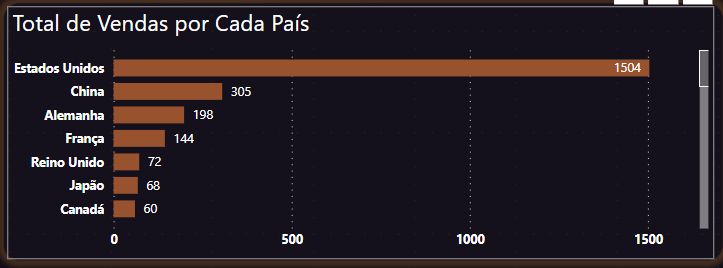 Total de Vendas por Cada País
Estados Unidos 1504
China 305
Alemanha 198
França 144
Reino Unido 72
Japão 68
Canadá 60
0 500 1000 1500